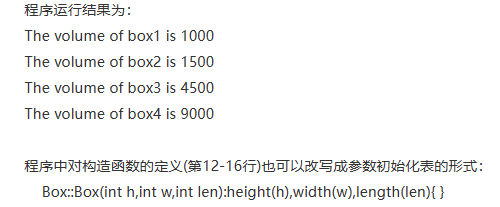 程序运行结果为：
The volume of box1 is 1000
The volume of box2 is 1500
The volume of box3 is 4500
The volume of box4 is 9000
程序中对构造函数的定义(第12-16行)也可以改写成参数初始化表的形式：
Box::Box(int h,int w,int len):height(h),width(w),length(len){ }